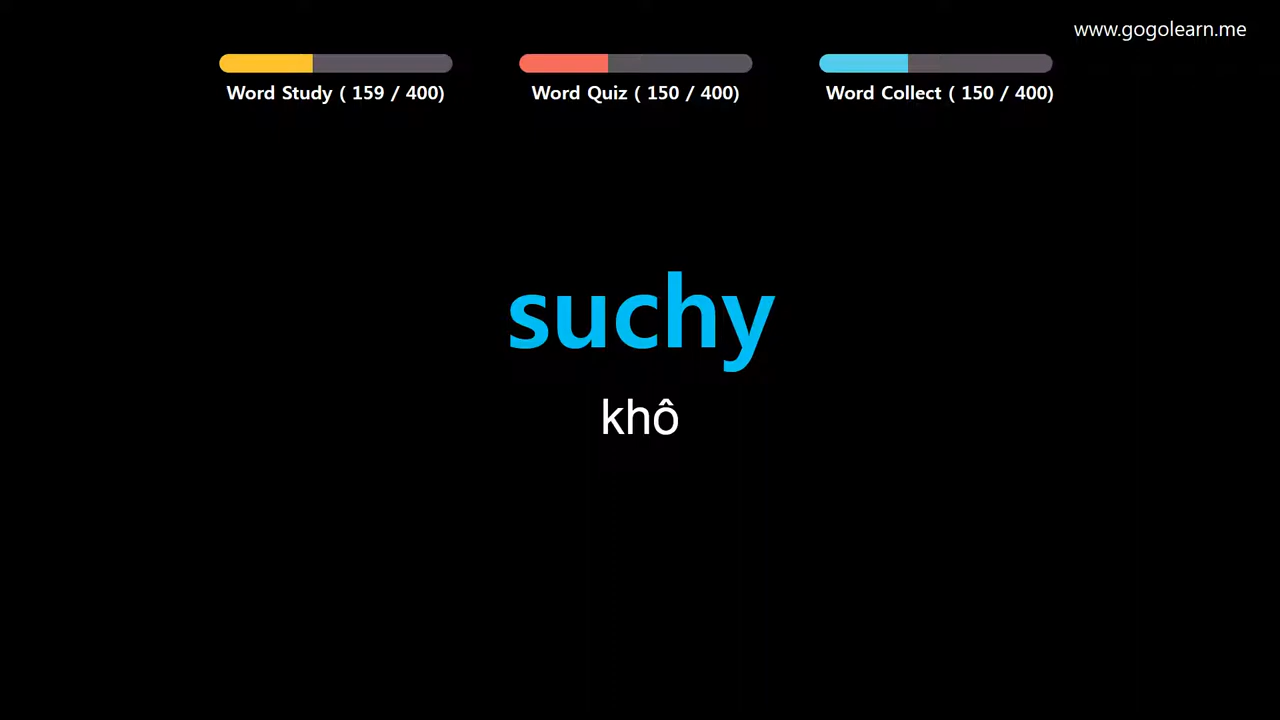 www.gogolearn.me
Word Study ( 159 / 400)
Word Quiz ( 150 / 400)
Word Collect ( 150 / 400)
suchy
khô